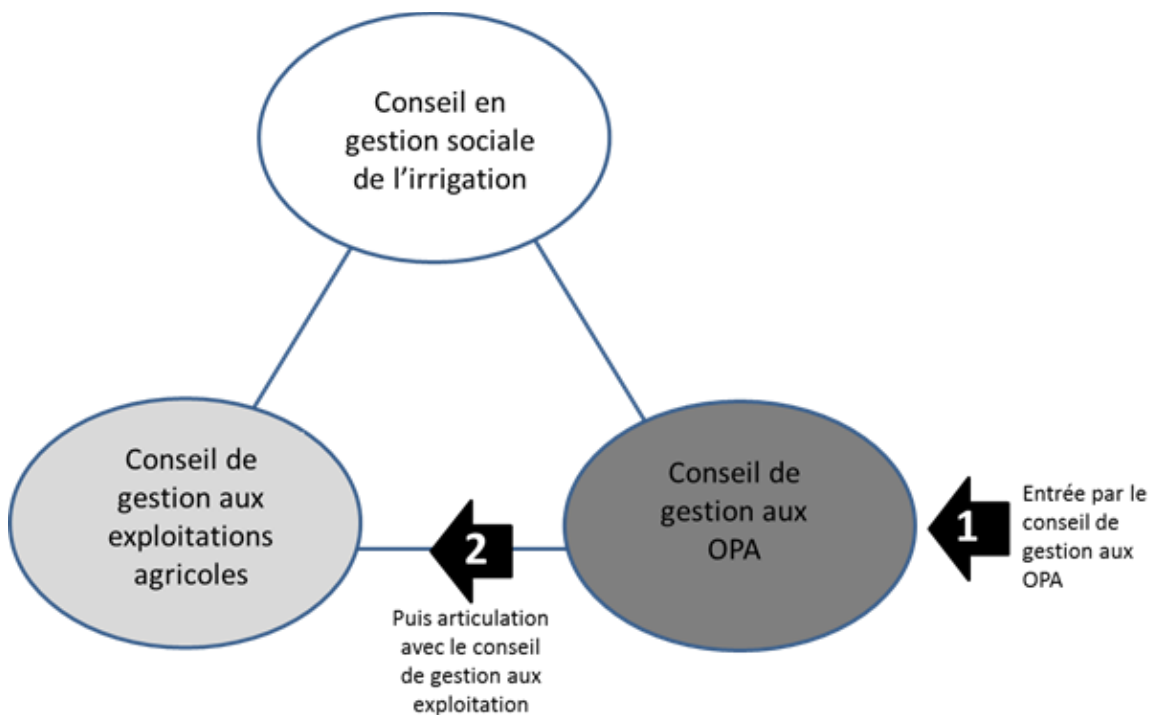 Conseil en
gestion sociale
de l'irrigation
Conseil de
gestion aux
exploitations
agricoles
Conseil de
gestion aux
OPA
2
1
Entrée par le
conseil de
gestion aux
OPA
Puis articulation
avec le conseil
de gestion aux
exploitation